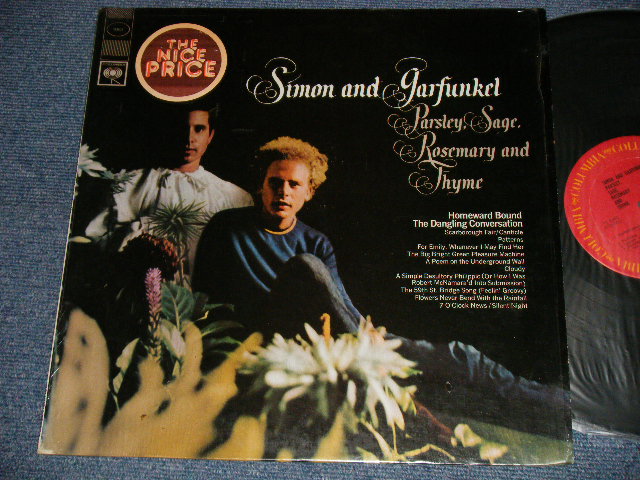 THE
NICE
PRICE
Simon and Garfunkel
Parsley, Sage,
Rosemary and
Thyme
Homeward Bound
The Dangling Conversation
Scarborough Fair/Canticle
Patterns
For Emily, Whenever I May Find Her
The Big Bright Green Pleasure Machine
A Poem on the Underground Wall
Cloudy
A Simple Desultory Philippic (Or How I Was
Robert McNamara'd Into Submission)
The 59th St. Bridge Song (Feelin' Groovy)
Flowers Never Bend With the Rainfall
7 O'Clock News / Silent Night
COLUMBIA